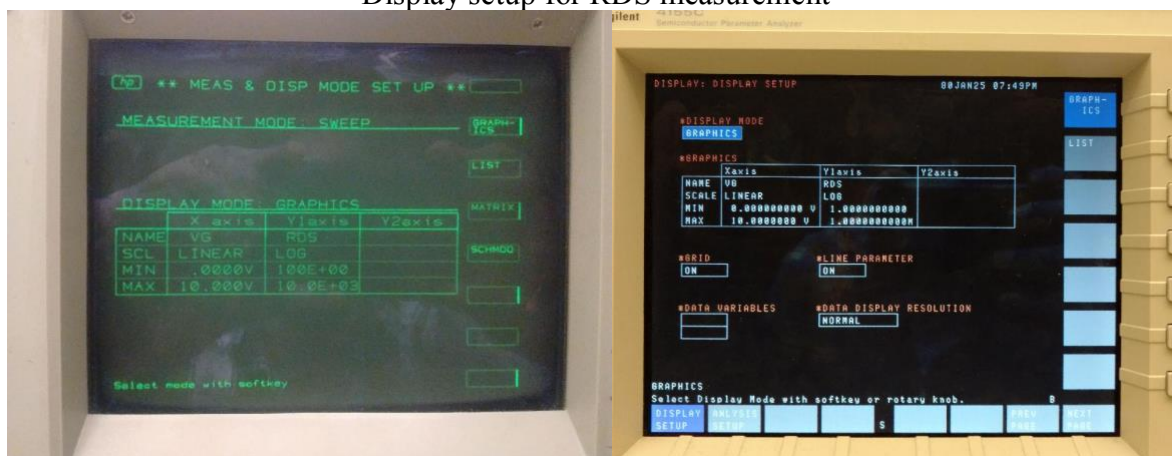 Display setup for RDS measurement
hp ** MEAS & DISP MODE SET UP **
MEASUREMENT MODE: SWEEP
GRAPH-
ICS
LIST
DISPLAY MODE: GRAPHICS
MATRIX
X axis Y1axis Y2axis
NAME VG RDS
SCL LINEAR LOG
SCHMOO
MIN .0000V 100E+00
MAX 10.000V 10.0E+03
Select mode with softkey
Agilent 4155C
Semiconductor Parameter Analyzer
DISPLAY: DISPLAY SETUP 80JAN25 07:49PM
GRAPH-
ICS
*DISPLAY MODE
GRAPHICS
LIST
*GRAPHICS
Xaxis Y1axis Y2axis
NAME VG RDS
SCALE LINEAR LOG
MIN 0.000000000 V 1.0000000000
MAX 10.0000000 V 1.0000000000M
*GRID *LINE PARAMETER
ON ON
*DATA VARIABLES *DATA DISPLAY RESOLUTION
NORMAL
GRAPHICS
Select Display Mode with softkey or rotary knob. B
DISPLAY SETUP ANLYSIS SETUP S PREV PAGE NEXT PAGE